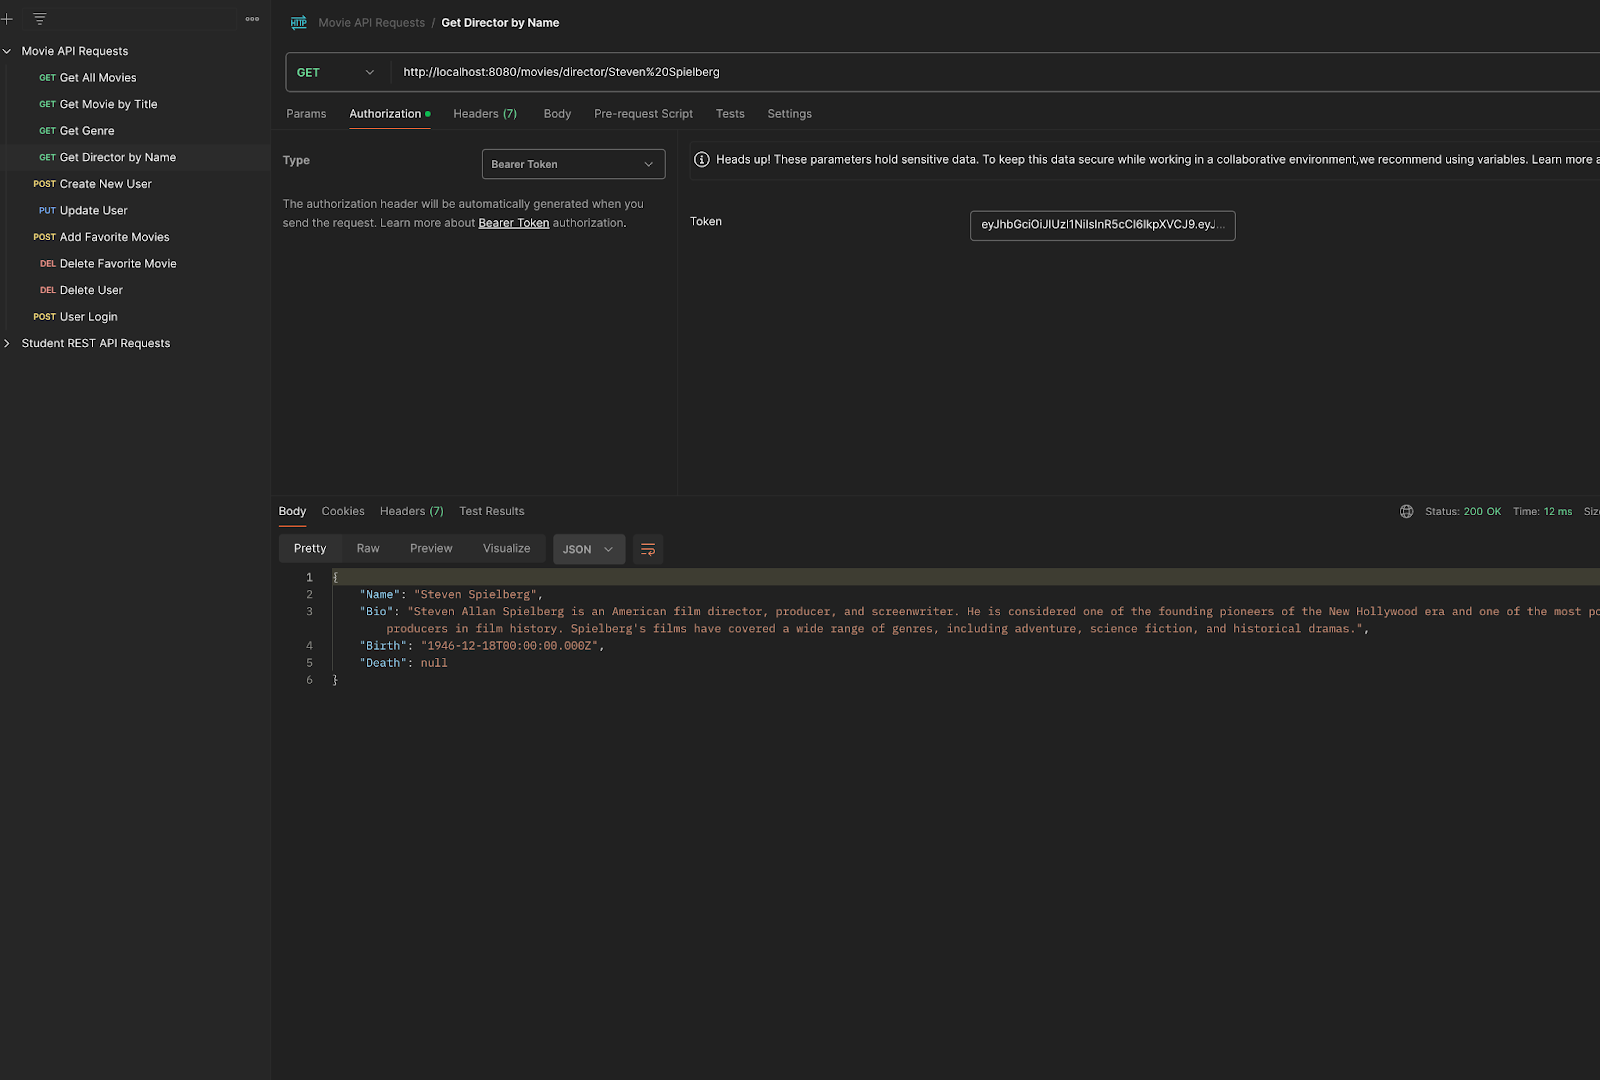 Movie API Requests / Get Director by Name
Movie API Requests
GET Get All Movies
GET Get Movie by Title
GET Get Genre
GET Get Director by Name
POST Create New User
PUT Update User
POST Add Favorite Movies
DEL Delete Favorite Movie
DEL Delete User
POST User Login
Student REST API Requests
HTTP
GET http://localhost:8080/movies/director/Steven%20Spielberg
Params Authorization Headers (7) Body Pre-request Script Tests Settings
Type Bearer Token
The authorization header will be automatically generated when you
send the request. Learn more about Bearer Token authorization.
Heads up! These parameters hold sensitive data. To keep this data secure while working in a collaborative environment,we recommend using variables. Learn more a
Token eyJhbGciOiJIUzI1NiIsInR5cCI6IkpXVCJ9.eyJ...
Body Cookies Headers (7) Test Results
Status: 200 OK Time: 12 ms Siz
Pretty Raw Preview Visualize JSON
1 {
2 "Name": "Steven Spielberg",
3 "Bio": "Steven Allan Spielberg is an American film director, producer, and screenwriter. He is considered one of the founding pioneers of the New Hollywood era and one of the most po
producers in film history. Spielberg's films have covered a wide range of genres, including adventure, science fiction, and historical dramas.",
4 "Birth": "1946-12-18T00:00:00.000Z",
5 "Death": null
6 }